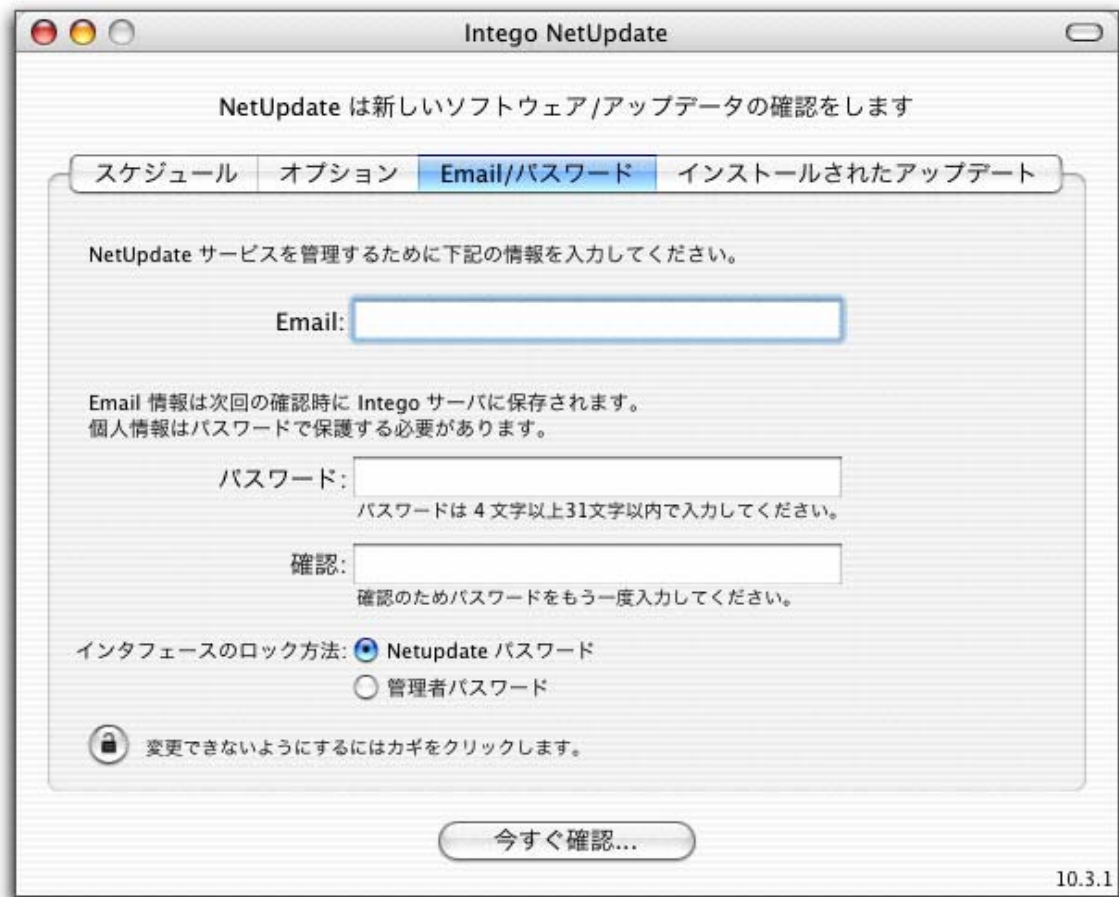 Intego NetUpdate
NetUpdate は新しいソフトウェア/アップデータの確認をします
スケジュール オプション Email/パスワード インストールされたアップデート
NetUpdate サービスを管理するために下記の情報を入力してください。
Email:
Email 情報は次回の確認時に Intego サーバに保存されます。
個人情報はパスワードで保護する必要があります。
パスワード:
パスワードは 4 文字以上31文字以内で入力してください。
確認:
確認のためパスワードをもう一度入力してください。
インタフェースのロック方法: Netupdate パスワード
管理者パスワード
変更できないようにするにはカギをクリックします。
今すぐ確認...
10.3.1